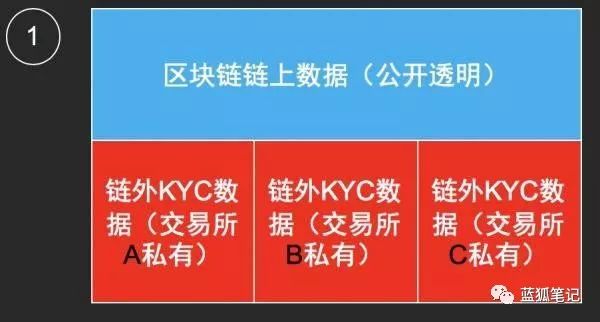 1
区块链链上数据（公开透明）
链外KYC数
据（交易所
A私有）
链外KYC数
据（交易所
B私有）
链外KYC数
据（交易所
C私有）
蓝狐笔记